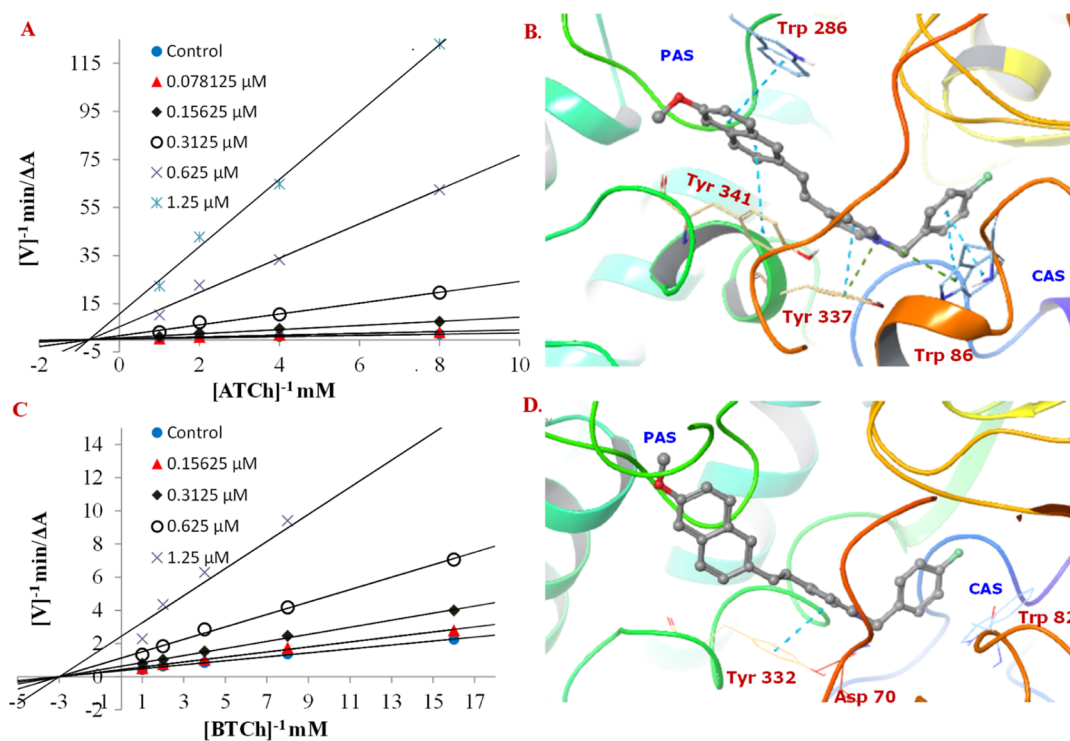 A
115
95
75
55
35
15
-5
[V]⁻¹ min/ΔA
Control
0.078125 µM
0.15625 µM
0.3125 µM
0.625 µM
1.25 µM
-2 0 2 4 6 8 10
[ATCh]⁻¹ mM
B.
Trp 286
PAS
Tyr 341
CAS
Tyr 337
Trp 86
C
14
12
10
8
6
4
2
0
-2
[V]⁻¹ min/ΔA
Control
0.15625 µM
0.3125 µM
0.625 µM
1.25 µM
-5 -3 -1 1 3 5 7 9 11 13 15 17
[BTCh]⁻¹ mM
D.
PAS
CAS
Trp 82
Tyr 332
Asp 70